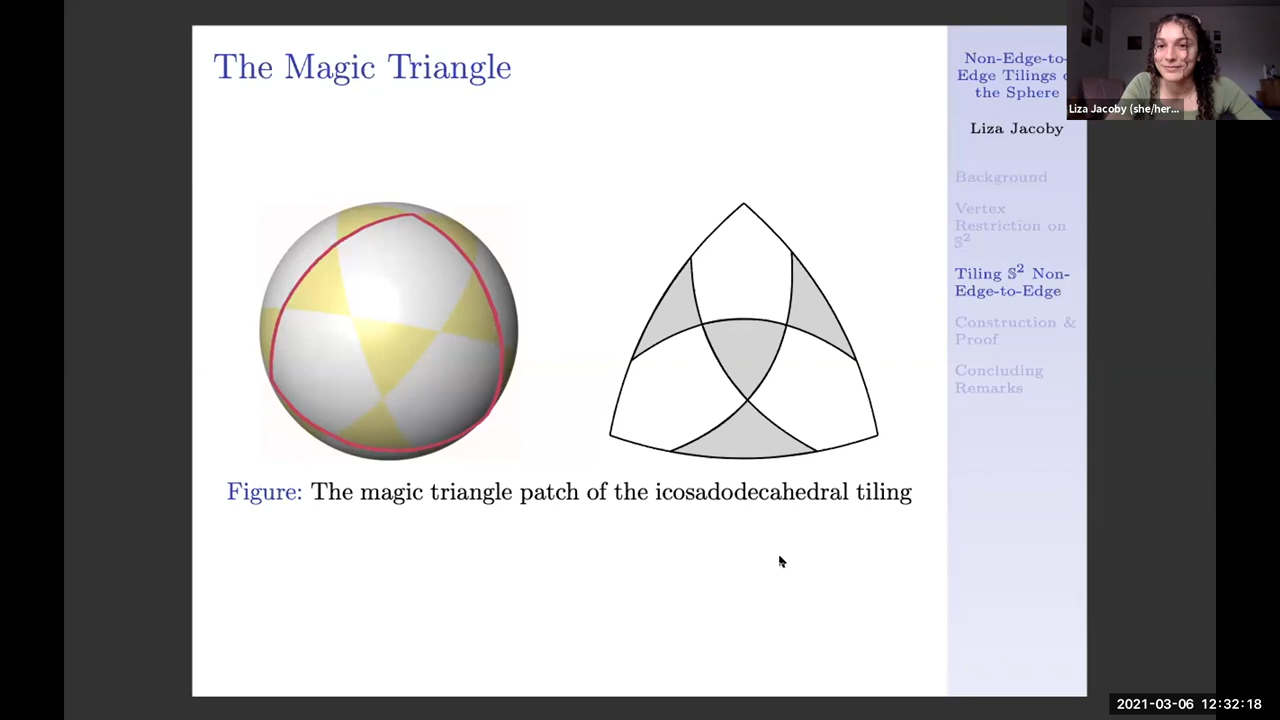 The Magic Triangle
Figure: The magic triangle patch of the icosadodecahedral tiling
Non-Edge-to-
Edge Tilings
the Sphere
Liza Jacoby
Background
Vertex
Restriction on
𝕊²
Tiling 𝕊² Non-
Edge-to-Edge
Construction &
Proof
Concluding
Remarks
Liza Jacoby (she/her...
2021-03-06 12:32:18